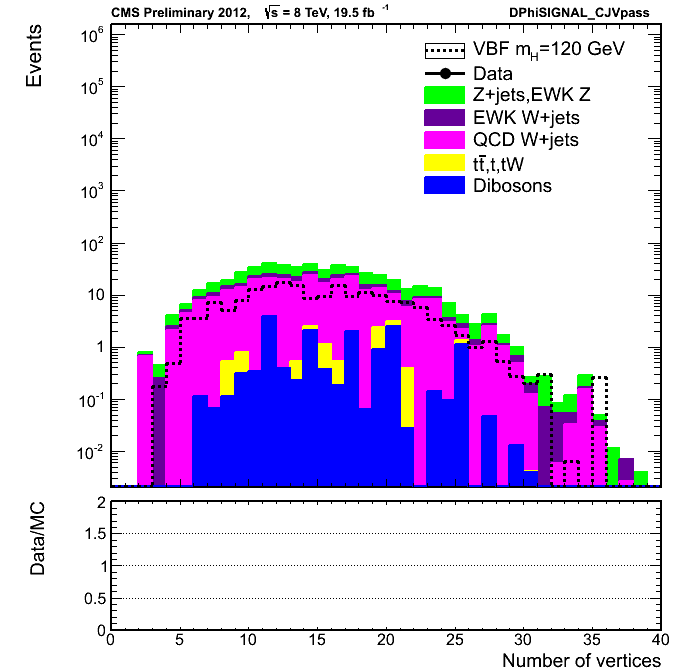 CMS Preliminary 2012, √s = 8 TeV, 19.5 fb⁻¹ DPhiSIGNAL_CJVpass
Events
10⁶
10⁵
10⁴
10³
10²
10
1
10⁻¹
10⁻²
VBF m_H=120 GeV
Data
Z+jets,EWK Z
EWK W+jets
QCD W+jets
tt̄,t,tW
Dibosons
Data/MC
2
1.5
1
0.5
0
0 5 10 15 20 25 30 35 40
Number of vertices